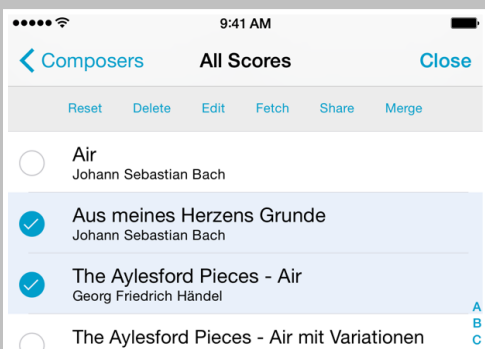 9:41 AM
Composers All Scores Close
Reset Delete Edit Fetch Share Merge
Air
Johann Sebastian Bach
Aus meines Herzens Grunde
Johann Sebastian Bach
The Aylesford Pieces - Air
Georg Friedrich Händel
A
B
The Aylesford Pieces - Air mit Variationen
C